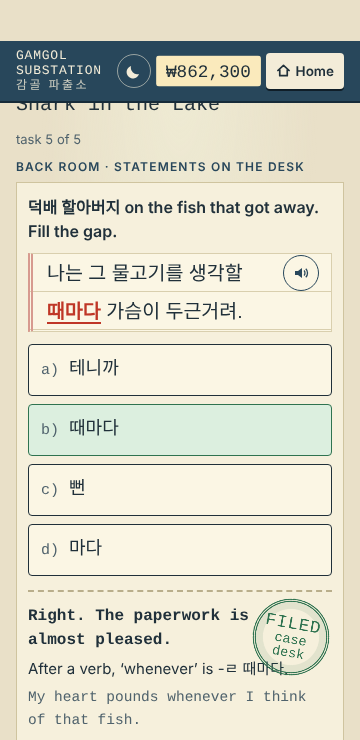 GAMGOL
SUBSTATION
감골 파출소
₩862,300
Home
Shark in the Lake
task 5 of 5
BACK ROOM · STATEMENTS ON THE DESK
덕배 할아버지 on the fish that got away.
Fill the gap.
나는 그 물고기를 생각할
때마다 가슴이 두근거려.
a) 테니까
b) 때마다
c) 뻔
d) 마다
Right. The paperwork is
almost pleased.
FILED
case
desk
After a verb, ‘whenever’ is -ㄹ 때마다.
My heart pounds whenever I think
of that fish.